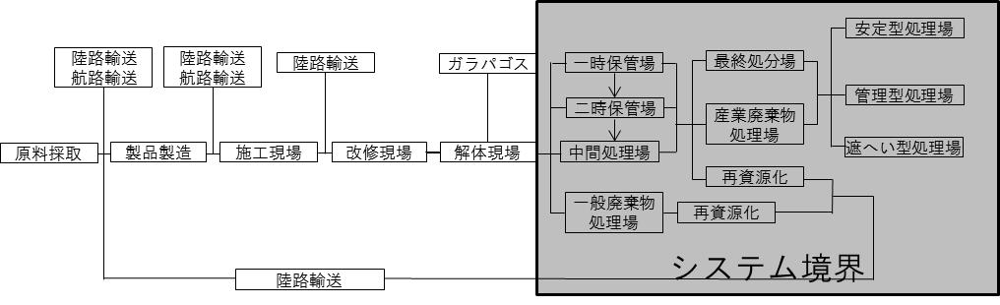 陸路輸送
航路輸送
陸路輸送
航路輸送
陸路輸送
ガラパゴス
原料採取
製品製造
施工現場
改修現場
解体現場
一時保管場
二時保管場
中間処理場
一般廃棄物
処理場
最終処分場
産業廃棄物
処理場
再資源化
再資源化
安定型処理場
管理型処理場
遮へい型処理場
システム境界
陸路輸送